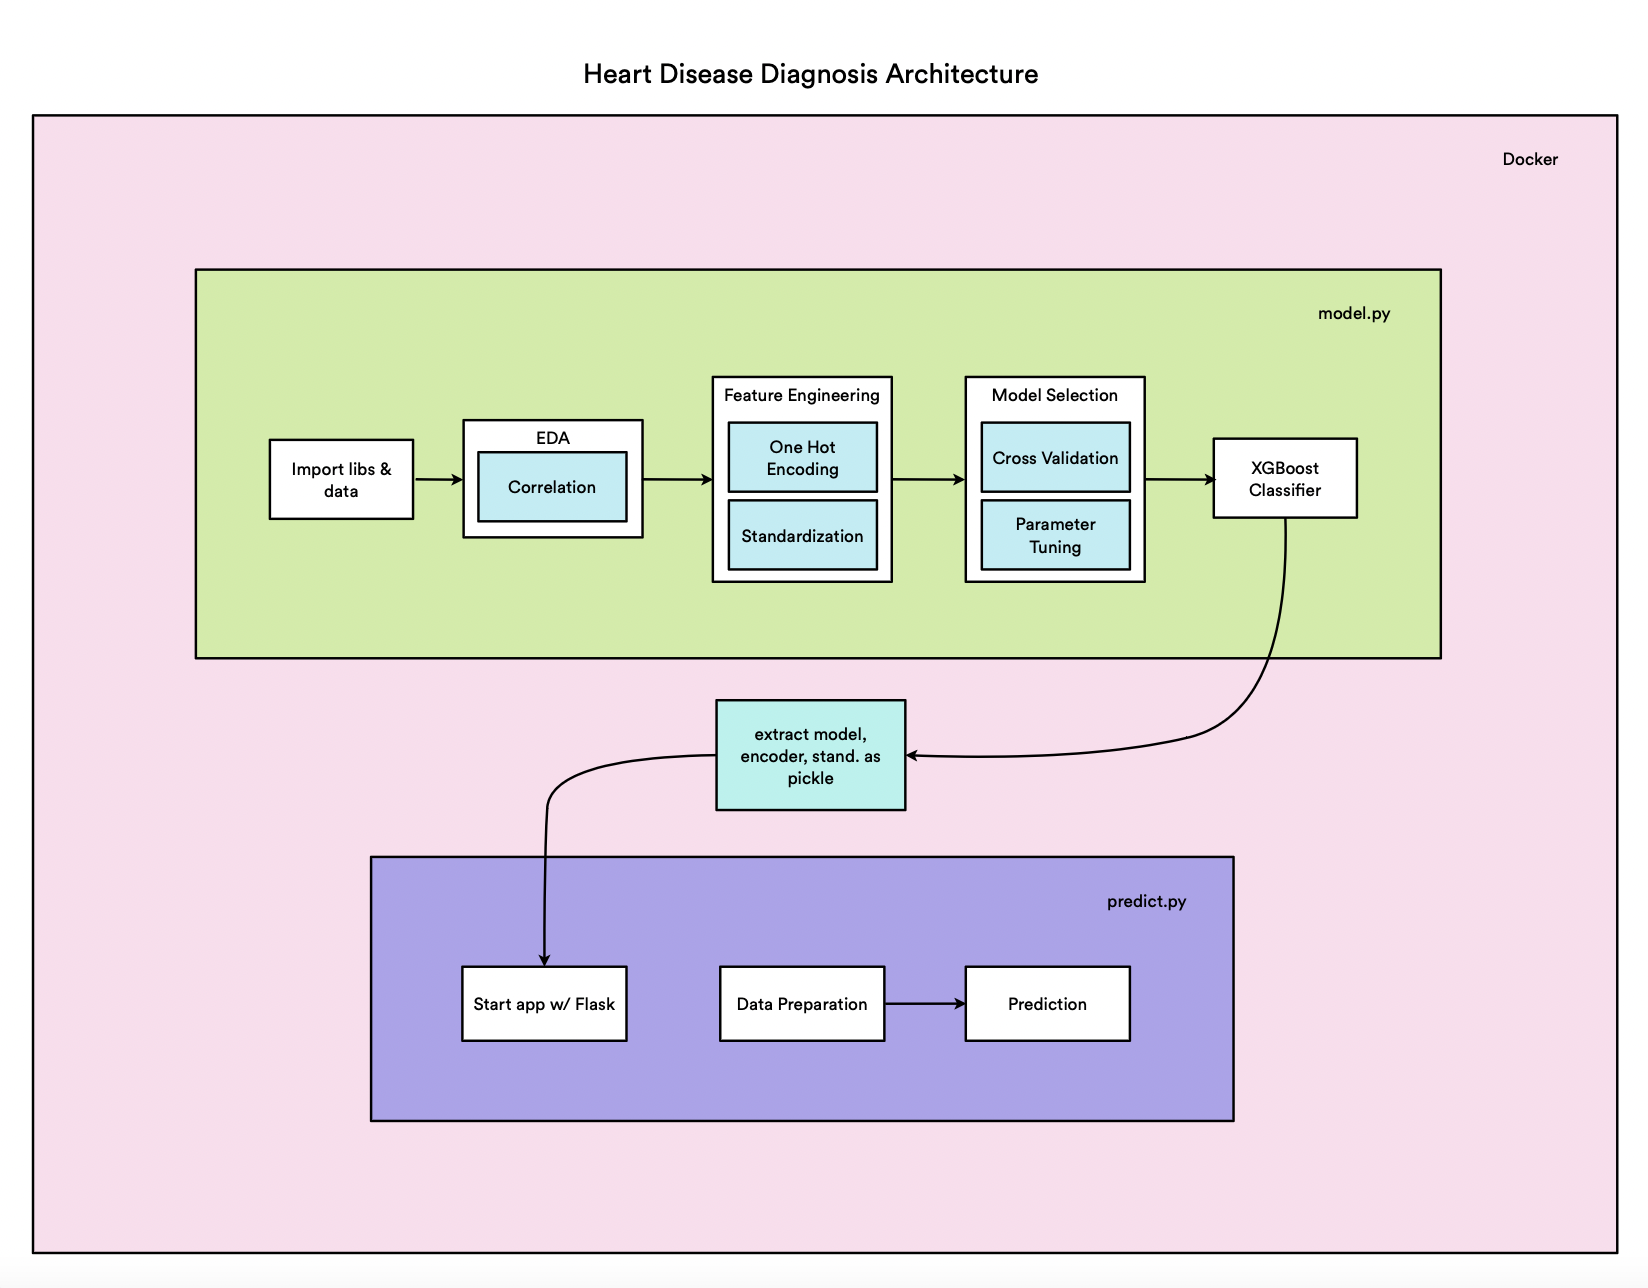 Heart Disease Diagnosis Architecture
Docker
model.py
Import libs &
data
EDA
Correlation
Feature Engineering
One Hot
Encoding
Standardization
Model Selection
Cross Validation
Parameter
Tuning
XGBoost
Classifier
extract model,
encoder, stand. as
pickle
predict.py
Start app w/ Flask
Data Preparation
Prediction